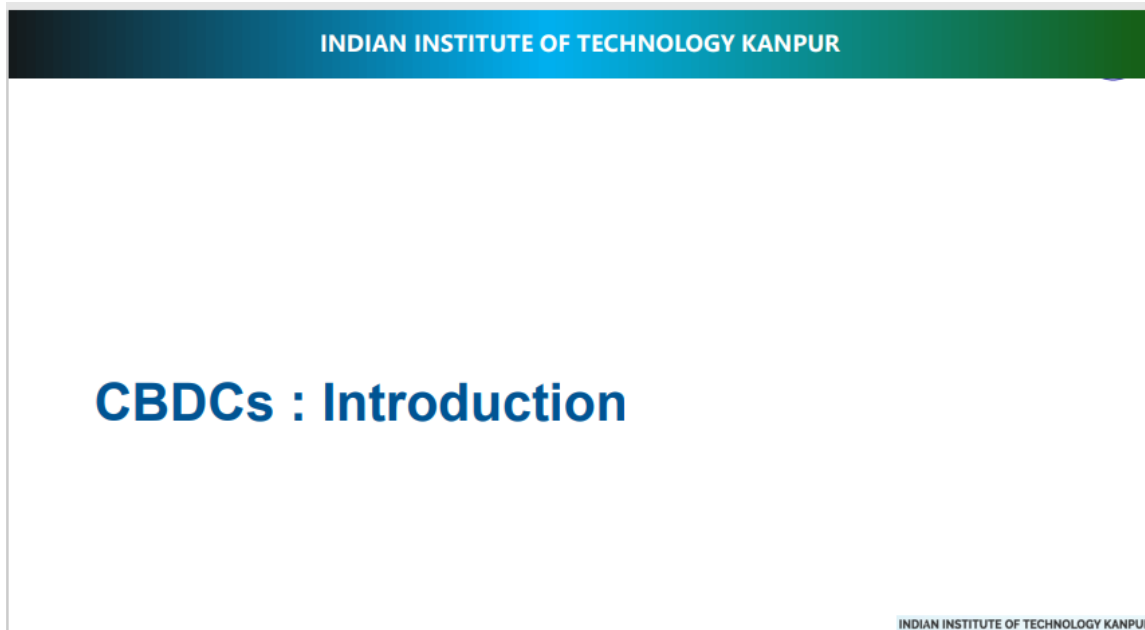 INDIAN INSTITUTE OF TECHNOLOGY KANPUR
CBDCs : Introduction
INDIAN INSTITUTE OF TECHNOLOGY KANPU